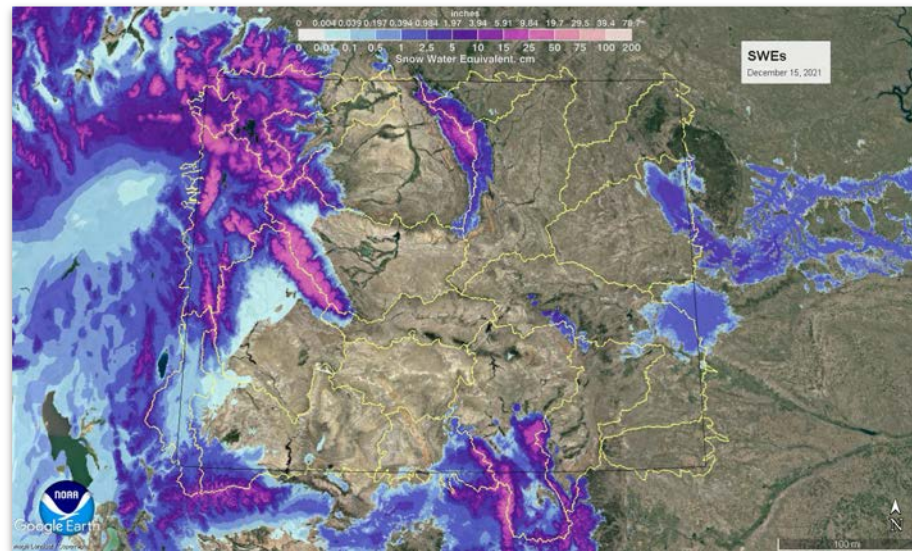 inches
0 0.004 0.039 0.197 0.394 0.984 1.97 3.94 5.91 9.84 19.7 29.5 39.4 78.7
0 0.01 0.1 0.5 1 2.5 5 10 15 25 50 75 100 200
Snow Water Equivalent, cm
SWEs
December 15, 2021
NOAA
Google Earth
100 mi
N